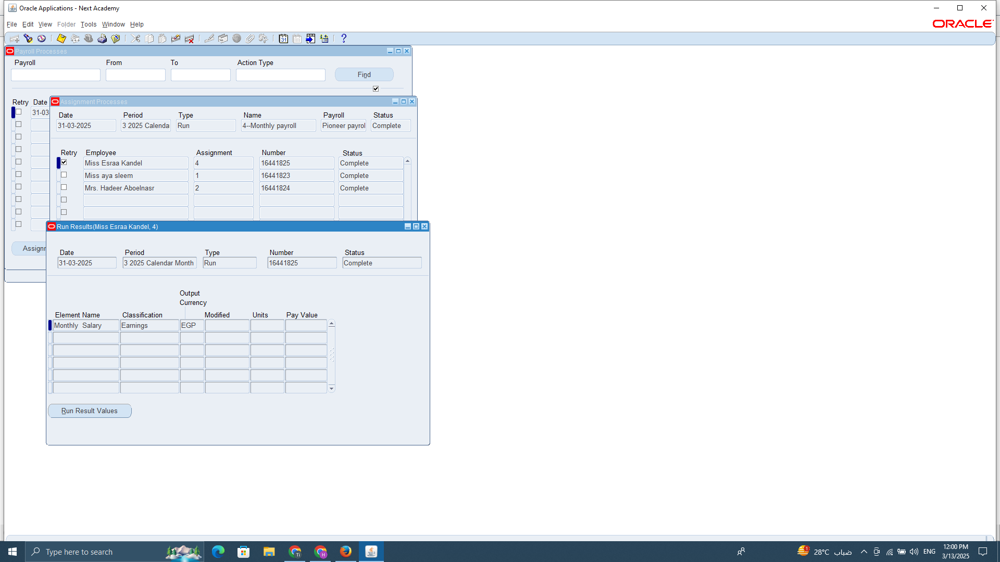 Oracle Applications - Next Academy
File Edit View Folder Tools Window Help
ORACLE
31
?
Payroll Processes
Payroll From To Action Type
Find
Retry Date
31-03
Assignment Processes
Date Period Type Name Payroll Status
31-03-2025 3 2025 Calenda Run 4--Monthly payroll Pioneer payrol Complete
Retry Employee Assignment Number Status
Miss Esraa Kandel 4 16441825 Complete
Miss aya sleem 1 16441823 Complete
Mrs. Hadeer Aboelnasr 2 16441824 Complete
Run Results(Miss Esraa Kandel, 4)
Assignr
Date Period Type Number Status
31-03-2025 3 2025 Calendar Month Run 16441825 Complete
Output
Currency
Element Name Classification Modified Units Pay Value
Monthly  Salary Earnings EGP
Run Result Values
Type here to search
Ti
H
1
28°C ضباب
ENG
12:00 PM
3/13/2025